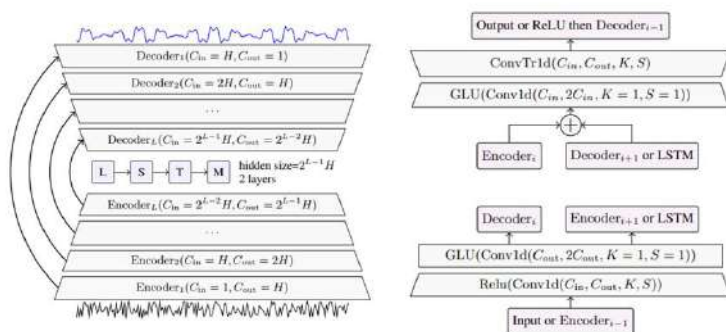 Decoder₁(C_in = H, C_out = 1)
Decoder₂(C_in = 2H, C_out = H)
...
Decoder_L(C_in = 2^{L-1}H, C_out = 2^{L-2}H)
L S T M
hidden size=2^{L-1}H
2 layers
Encoder_L(C_in = 2^{L-2}H, C_out = 2^{L-1}H)
...
Encoder₂(C_in = H, C_out = 2H)
Encoder₁(C_in = 1, C_out = H)
Output or ReLU then Decoder_{i-1}
ConvTr1d(C_in, C_out, K, S)
GLU(Conv1d(C_in, 2C_in, K = 1, S = 1))
+
Encoder_i
Decoder_{i+1} or LSTM
Decoder_i
Encoder_{i+1} or LSTM
GLU(Conv1d(C_out, 2C_out, K = 1, S = 1))
Relu(Conv1d(C_in, C_out, K, S))
Input or Encoder_{i-1}